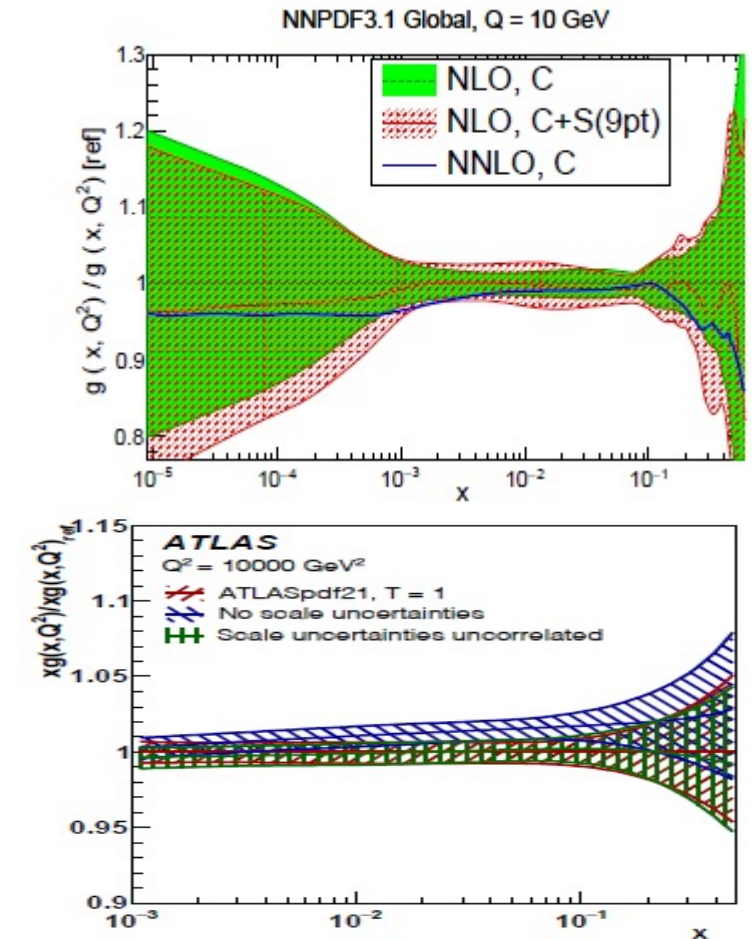 NNPDF3.1 Global, Q = 10 GeV
g ( x, Q²) / g ( x, Q²) [ref]
1.3
1.2
1.1
1
0.9
0.8
NLO, C
NLO, C+S(9pt)
NNLO, C
10⁻⁵ 10⁻⁴ 10⁻³ 10⁻² 10⁻¹
x
xg(x,Q²)/xg(x,Q²)ref
1.15
1.1
1.05
1
0.95
0.9
ATLAS
Q² = 10000 GeV²
ATLASpdf21, T = 1
No scale uncertainties
Scale uncertainties uncorrelated
10⁻³ 10⁻² 10⁻¹
x